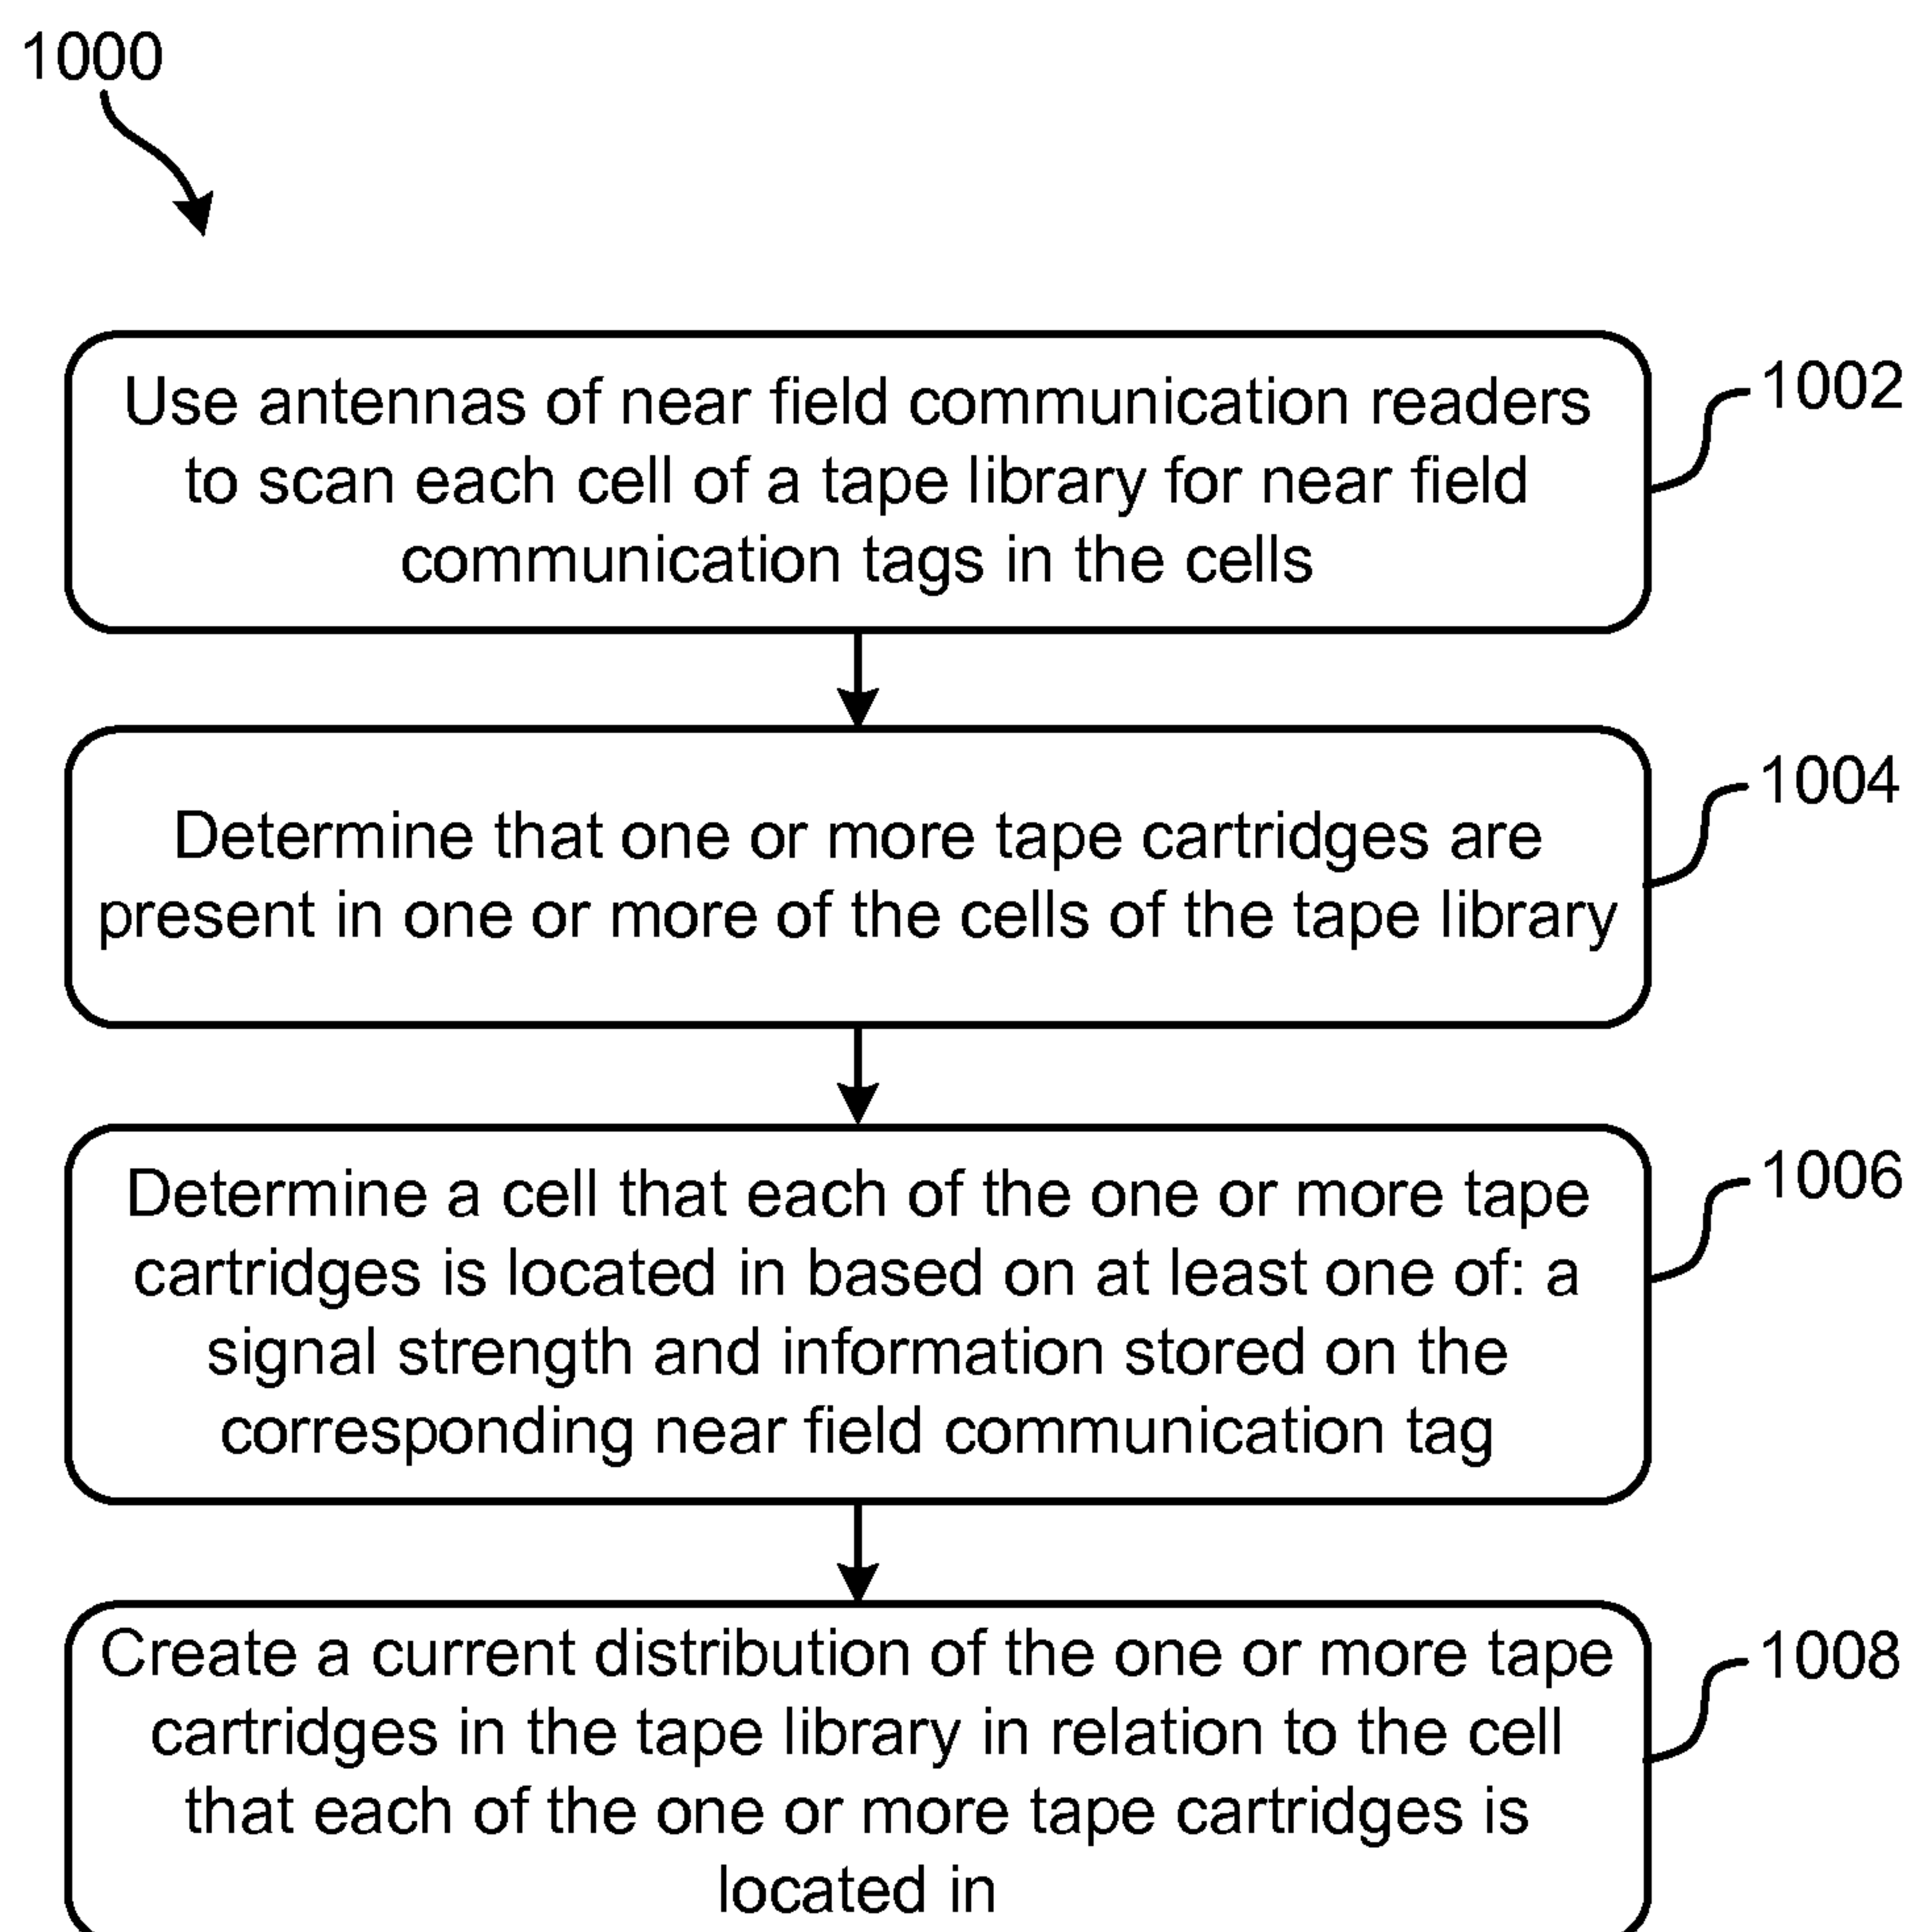 1000
Use antennas of near field communication readers
to scan each cell of a tape library for near field
communication tags in the cells
1002
Determine that one or more tape cartridges are
present in one or more of the cells of the tape library
1004
Determine a cell that each of the one or more tape
cartridges is located in based on at least one of: a
signal strength and information stored on the
corresponding near field communication tag
1006
Create a current distribution of the one or more tape
cartridges in the tape library in relation to the cell
that each of the one or more tape cartridges is
located in
1008